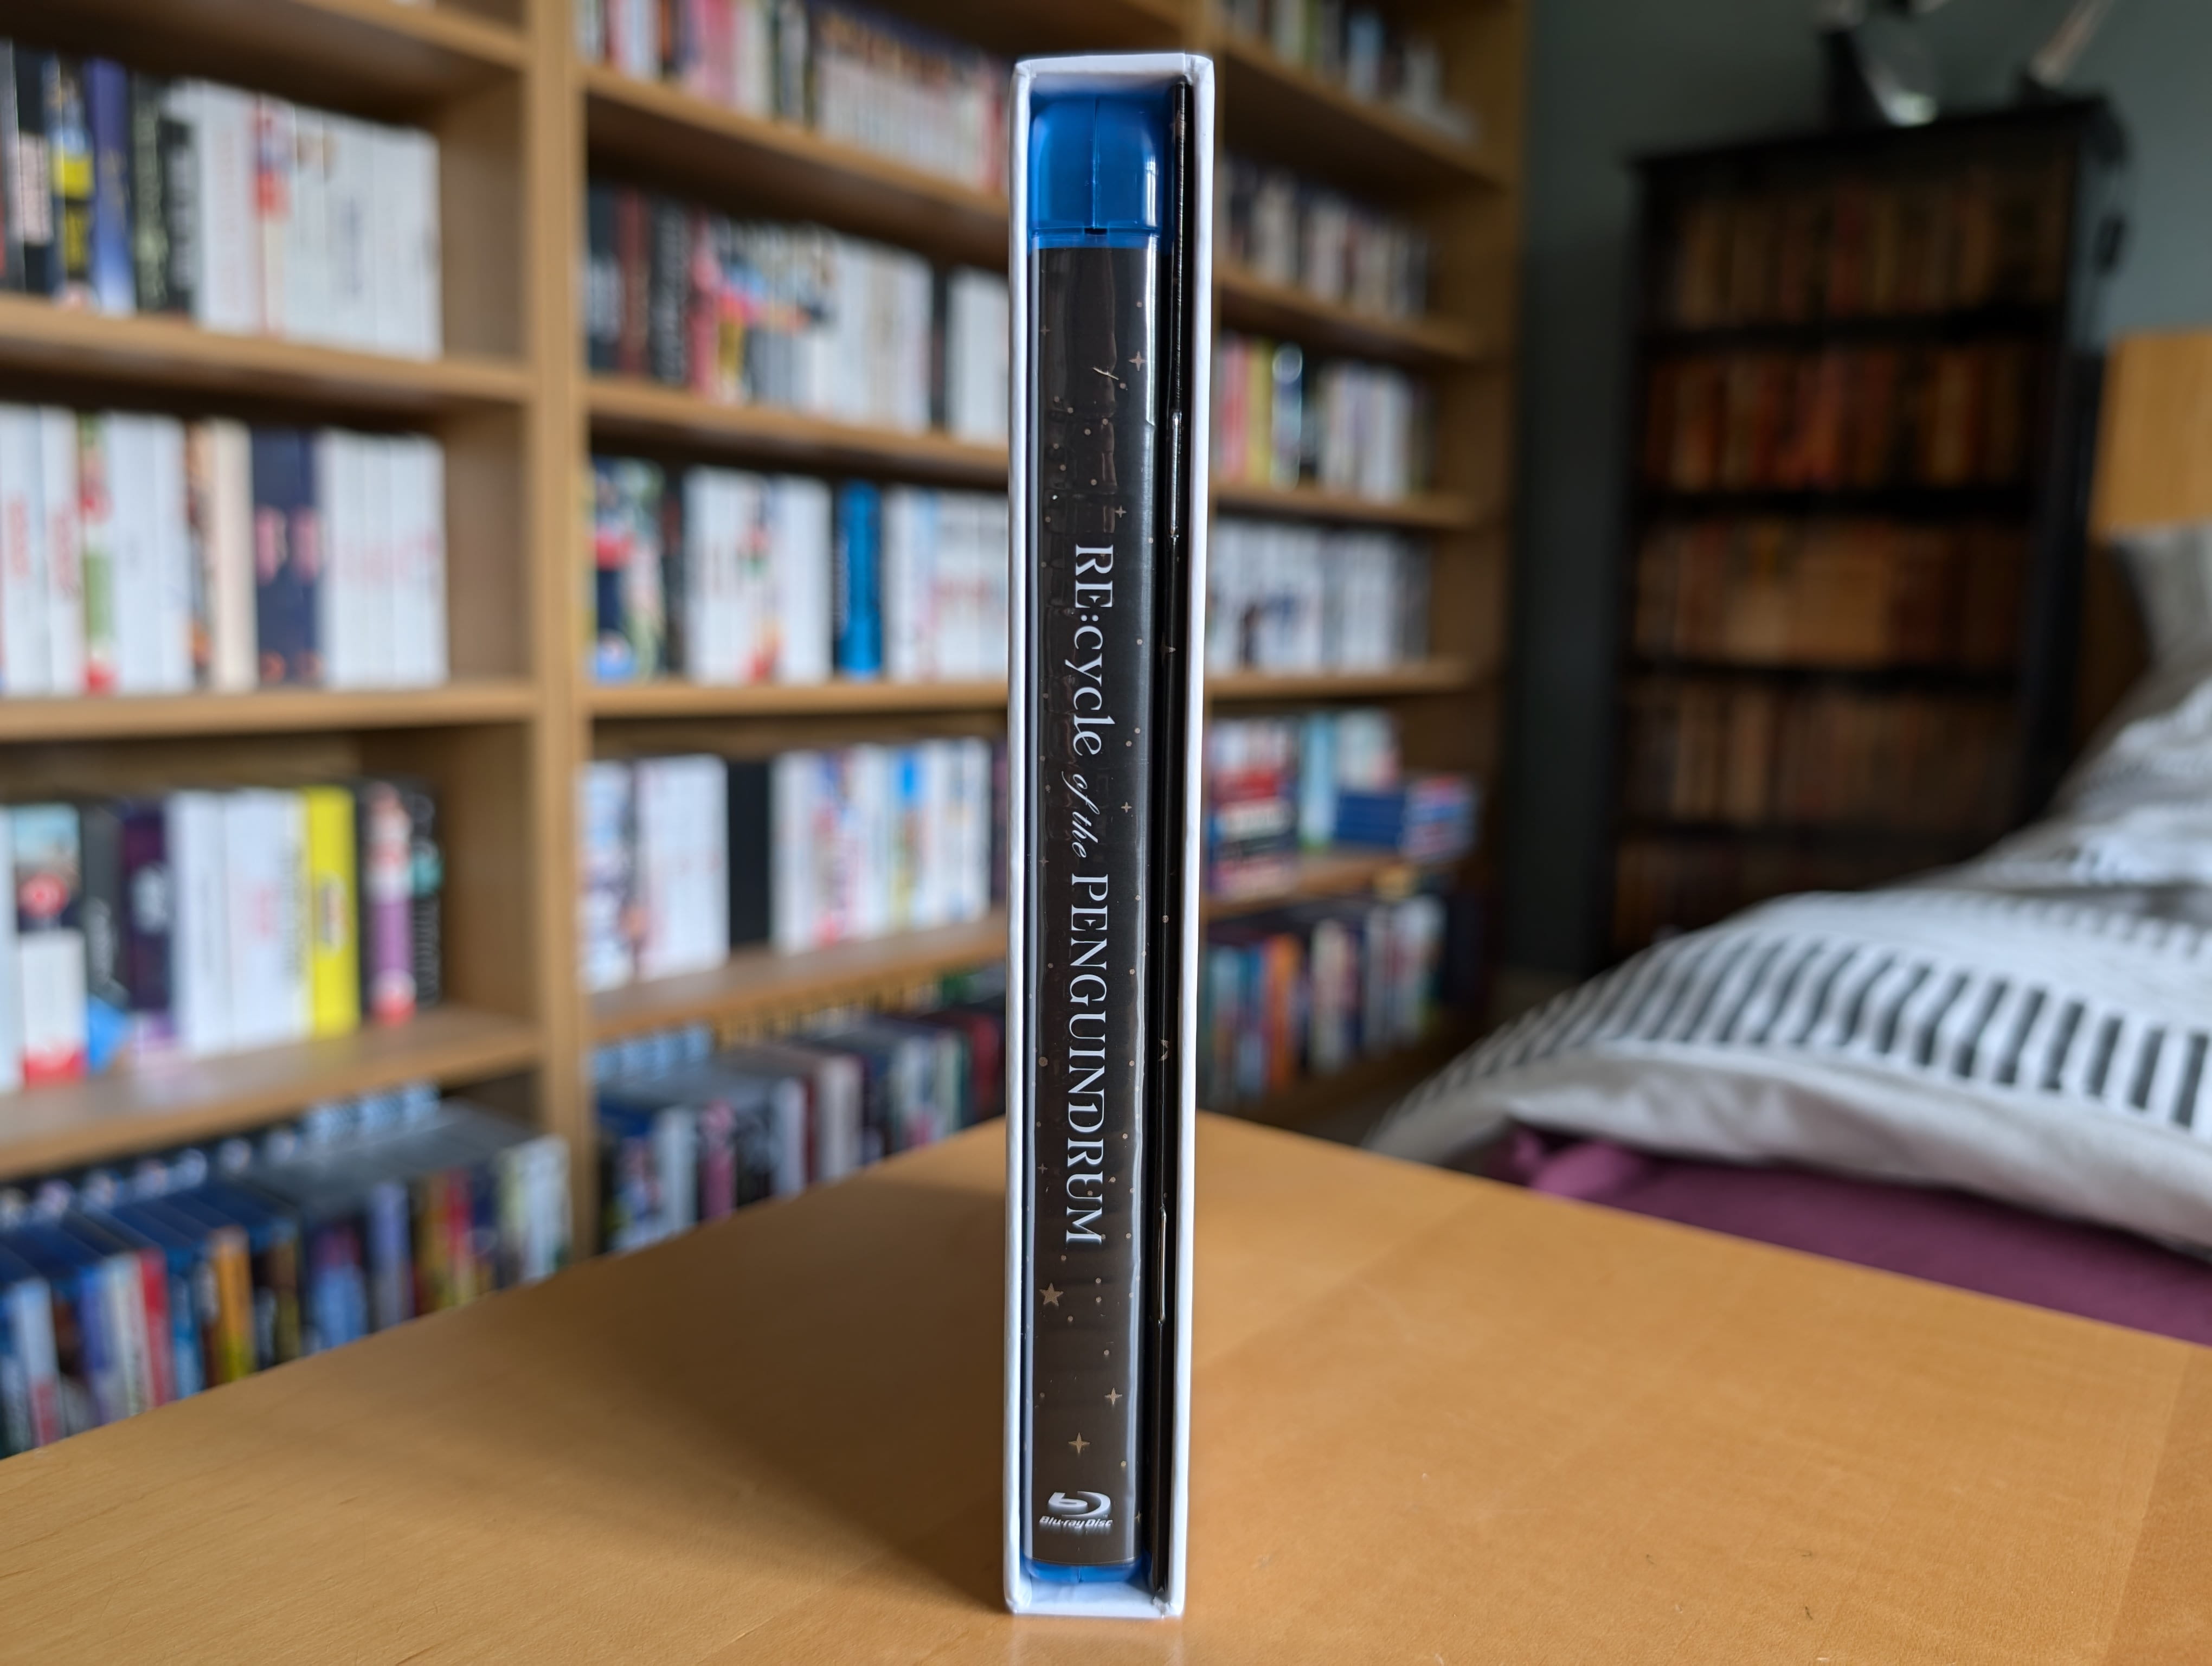 RE:cycle of the PENGUINDRUM
Blu-ray Disc